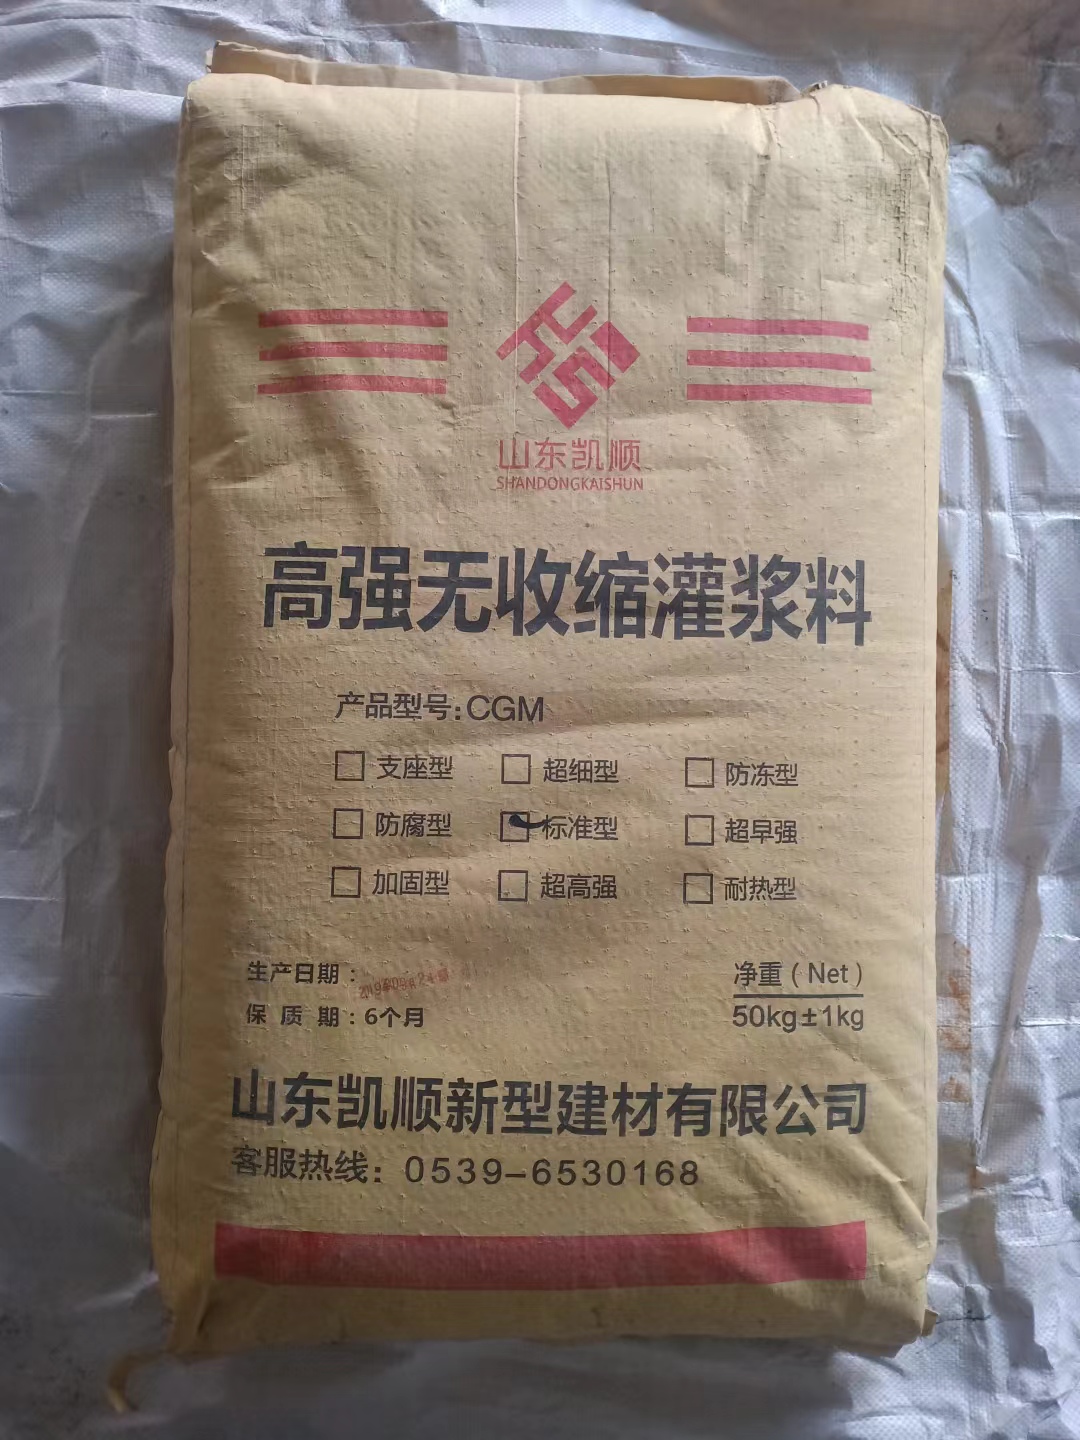 山东凯顺
SHANDONGKAISHUN
高强无收缩灌浆料
产品型号:CGM
支座型 超细型 防冻型
防腐型 标准型 超早强
加固型 超高强 耐热型
生产日期:
净重(Net)
保质期:6个月
50kg±1kg
山东凯顺新型建材有限公司
客服热线:0539-6530168